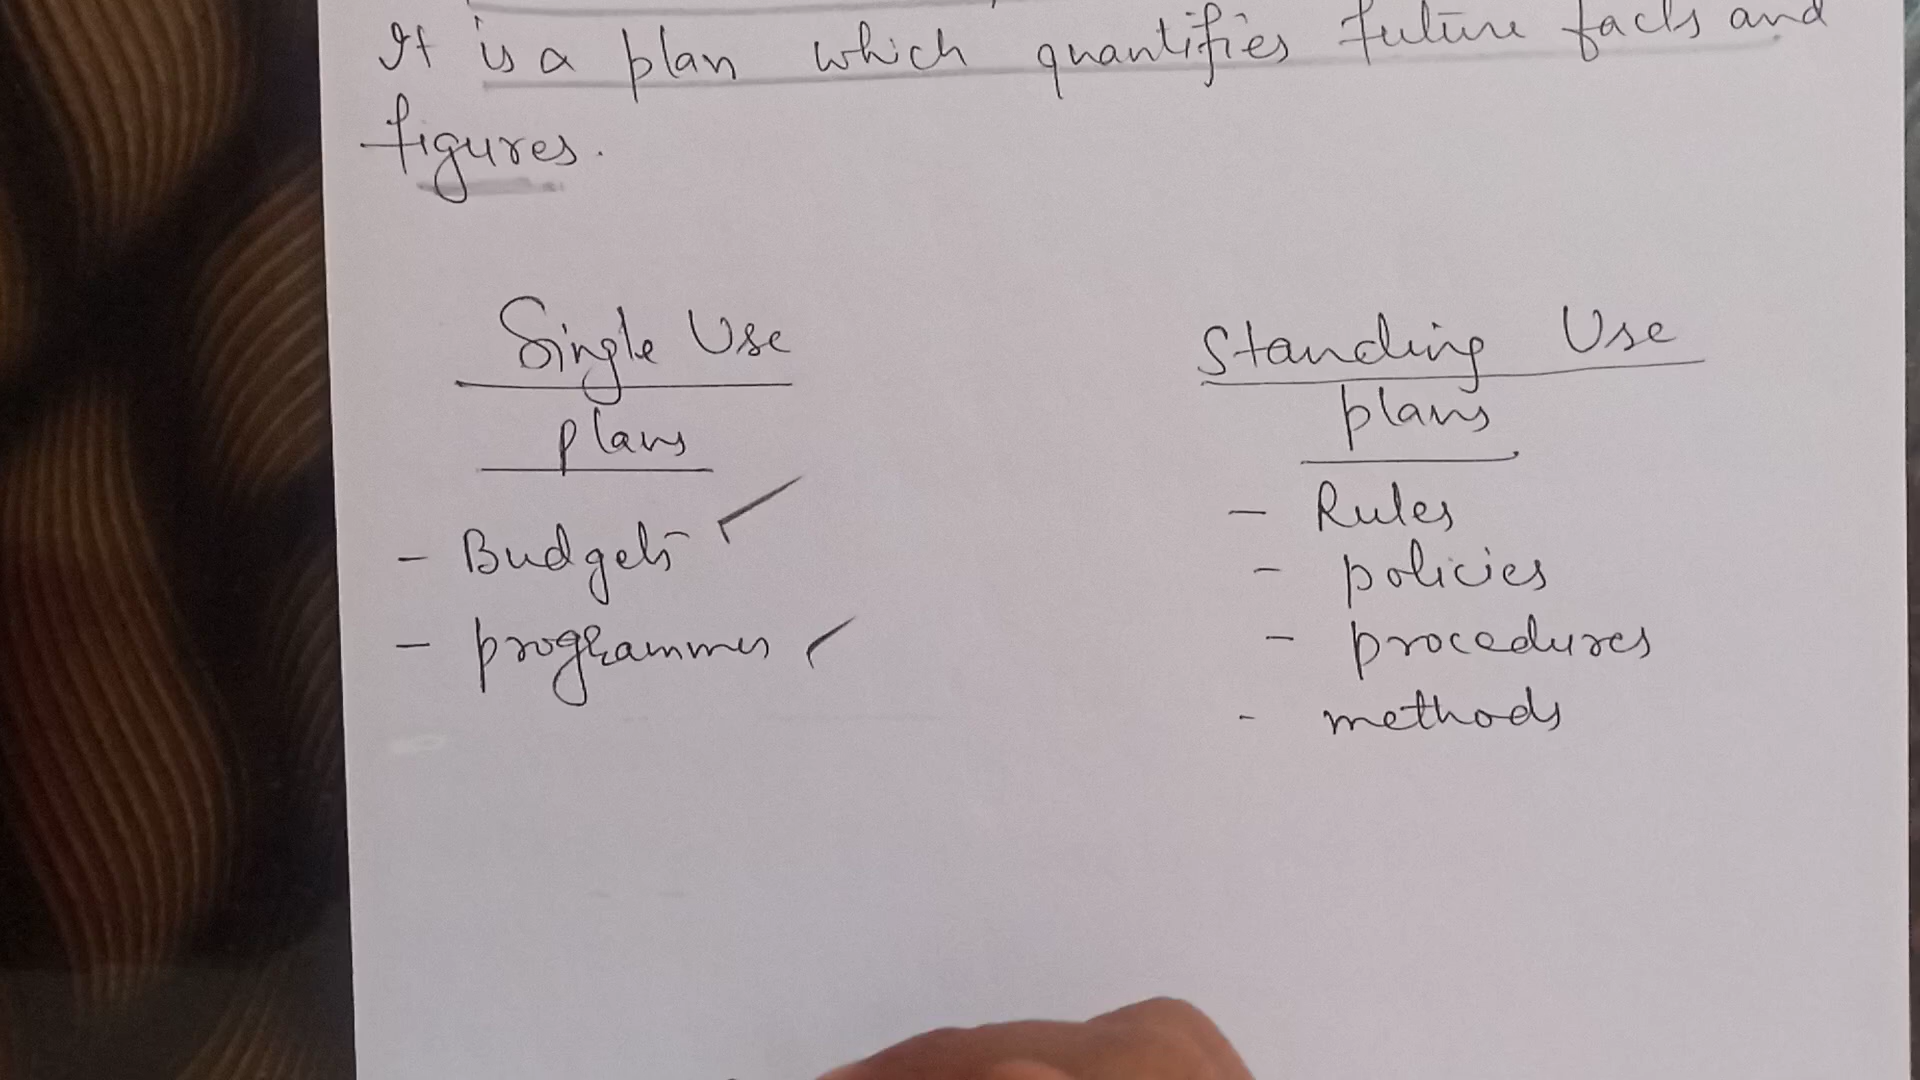 It is a plan which quantifies future facts and
figures.
Single Use
plans
- Budgets
- programmes
Standing Use
plans
- Rules
- policies
- procedures
- methods